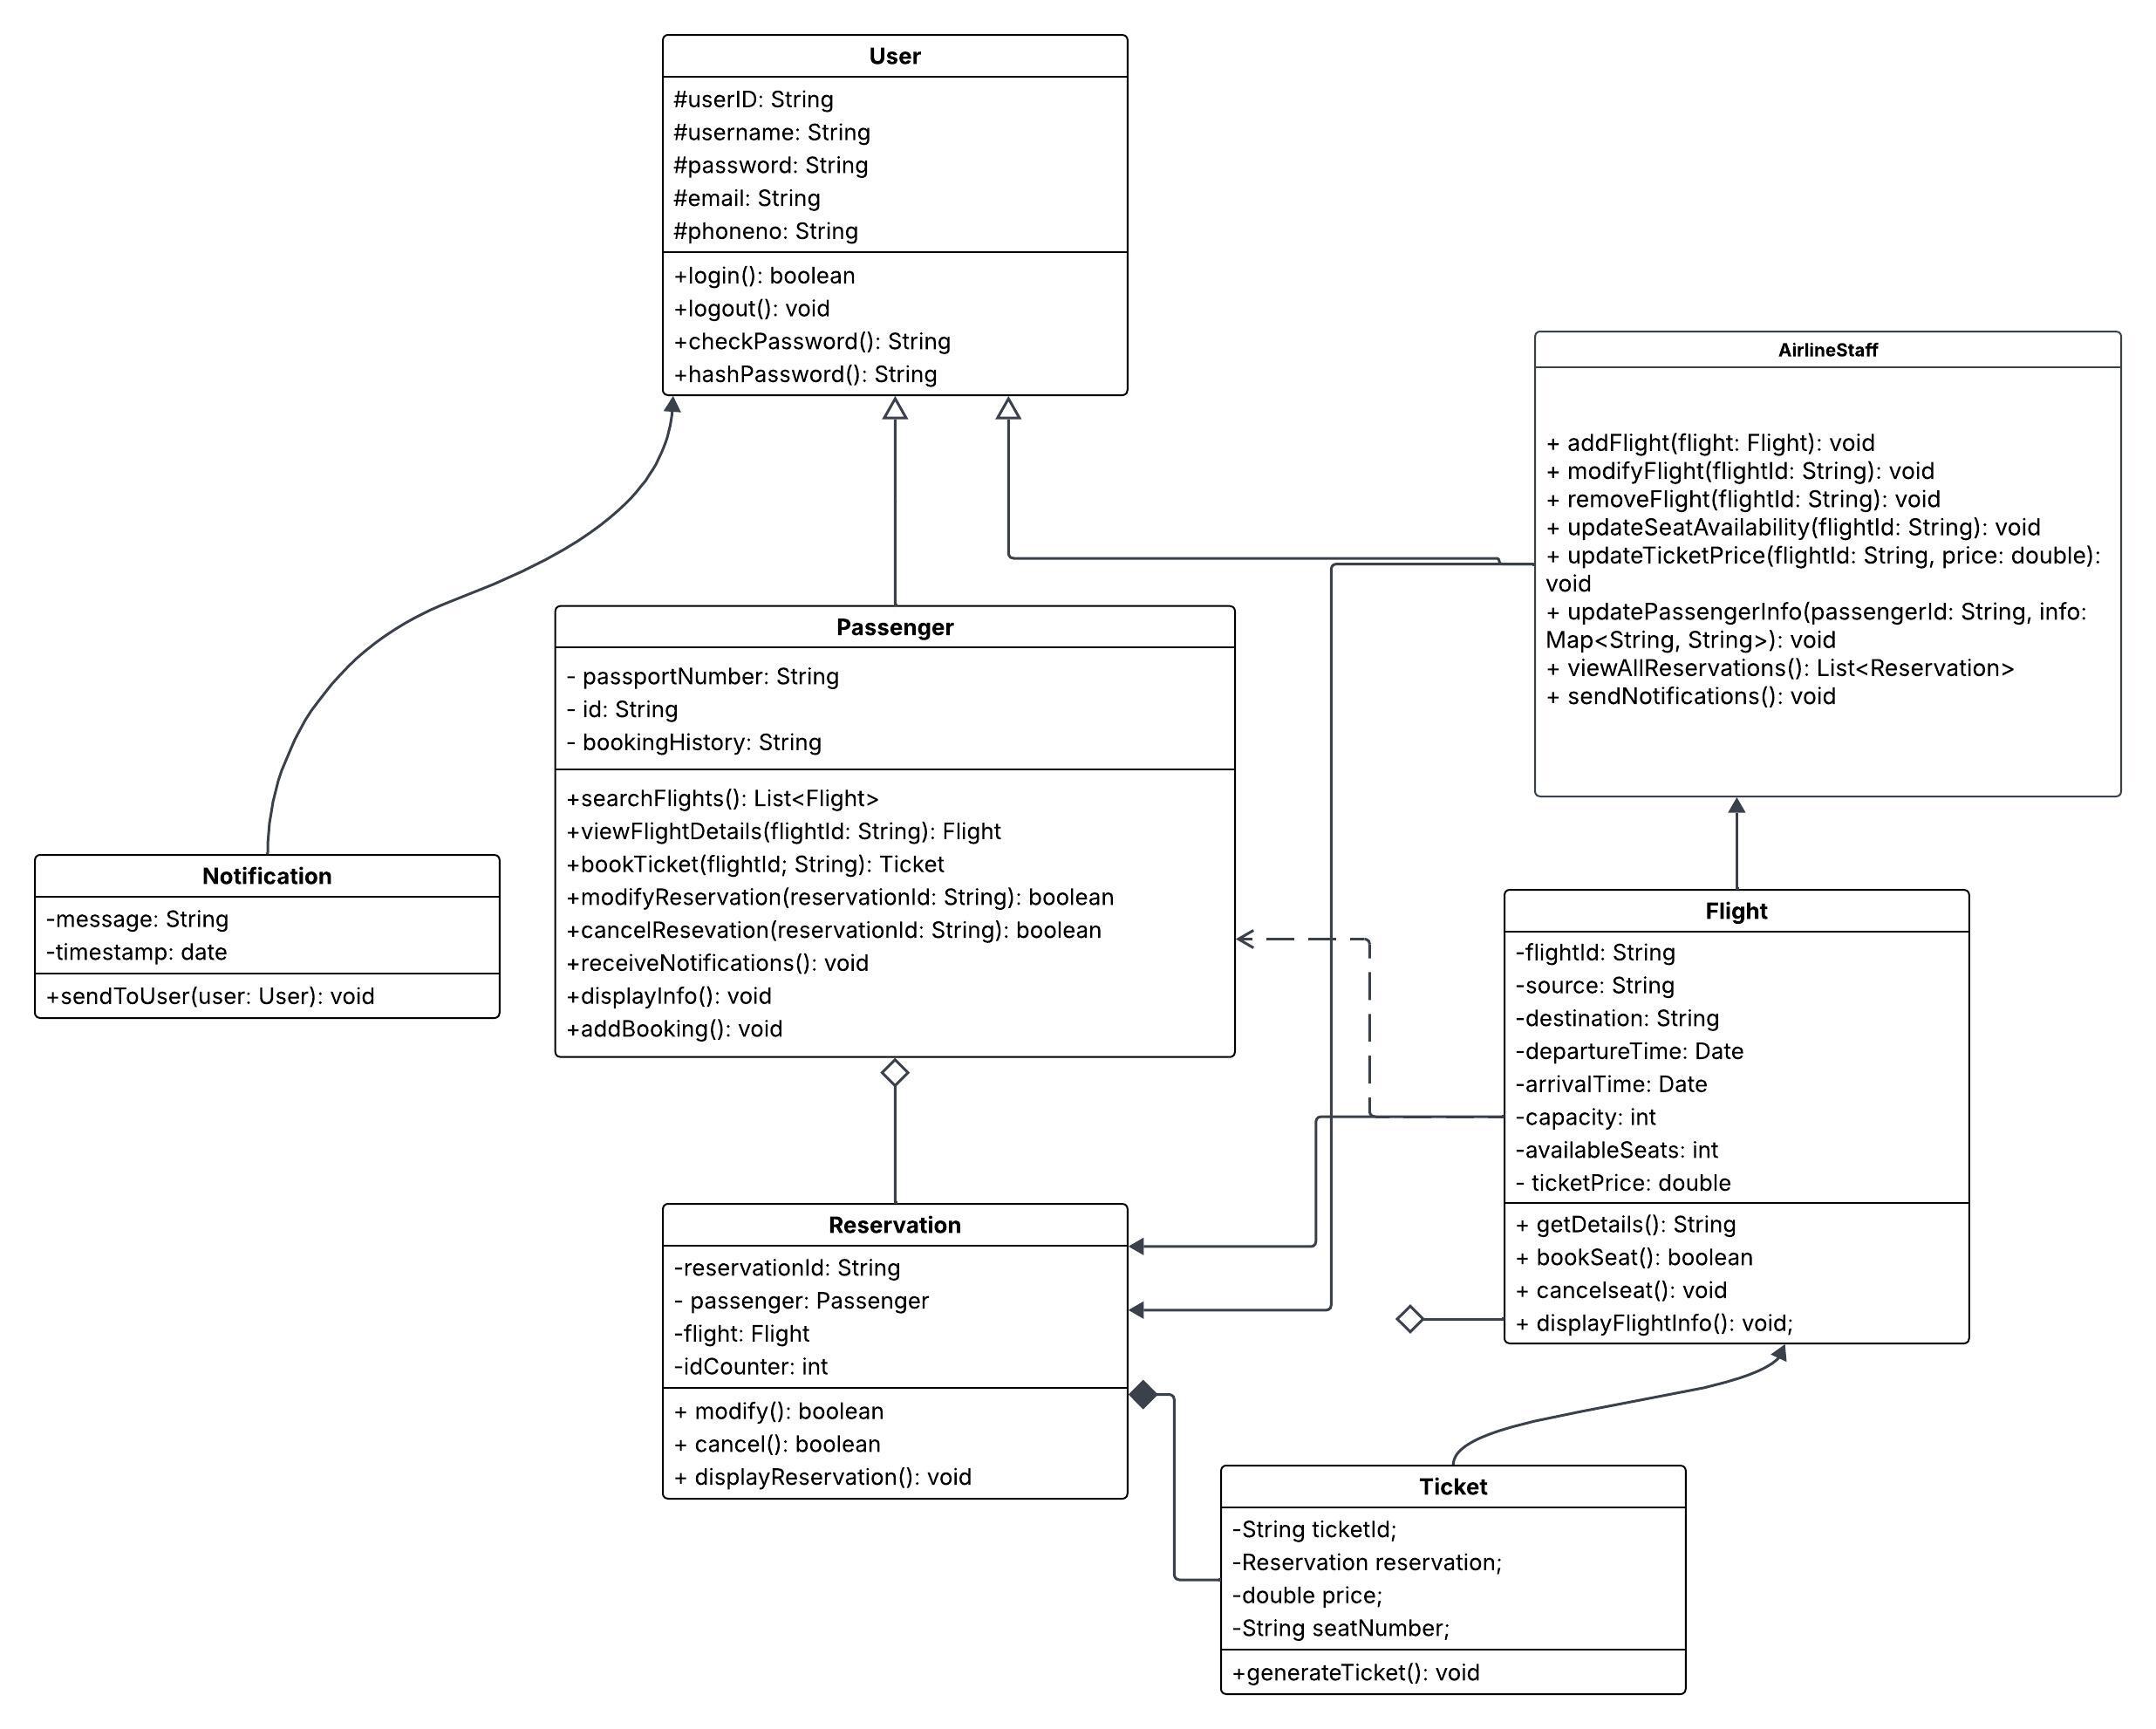 User
#userID: String
#username: String
#password: String
#email: String
#phoneno: String
+login(): boolean
+logout(): void
+checkPassword(): String
+hashPassword(): String
AirlineStaff
+ addFlight(flight: Flight): void
+ modifyFlight(flightId: String): void
+ removeFlight(flightId: String): void
+ updateSeatAvailability(flightId: String): void
+ updateTicketPrice(flightId: String, price: double):
void
+ updatePassengerInfo(passengerId: String, info:
Map<String, String>): void
+ viewAllReservations(): List<Reservation>
+ sendNotifications(): void
Passenger
- passportNumber: String
- id: String
- bookingHistory: String
+searchFlights(): List<Flight>
+viewFlightDetails(flightId: String): Flight
+bookTicket(flightId; String): Ticket
+modifyReservation(reservationId: String): boolean
+cancelResevation(reservationId: String): boolean
+receiveNotifications(): void
+displayInfo(): void
+addBooking(): void
Notification
-message: String
-timestamp: date
+sendToUser(user: User): void
Flight
-flightId: String
-source: String
-destination: String
-departureTime: Date
-arrivalTime: Date
-capacity: int
-availableSeats: int
- ticketPrice: double
+ getDetails(): String
+ bookSeat(): boolean
+ cancelseat(): void
+ displayFlightInfo(): void;
Reservation
-reservationId: String
- passenger: Passenger
-flight: Flight
-idCounter: int
+ modify(): boolean
+ cancel(): boolean
+ displayReservation(): void
Ticket
-String ticketId;
-Reservation reservation;
-double price;
-String seatNumber;
+generateTicket(): void